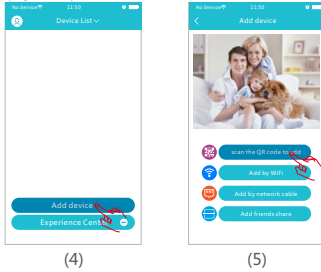 No Service 11:50
Device List
Add device
Experience Cent
(4)
No Service 11:50
Add device
scan the QR code to add
Add by WiFi
Add by network cable
Add friends share
(5)